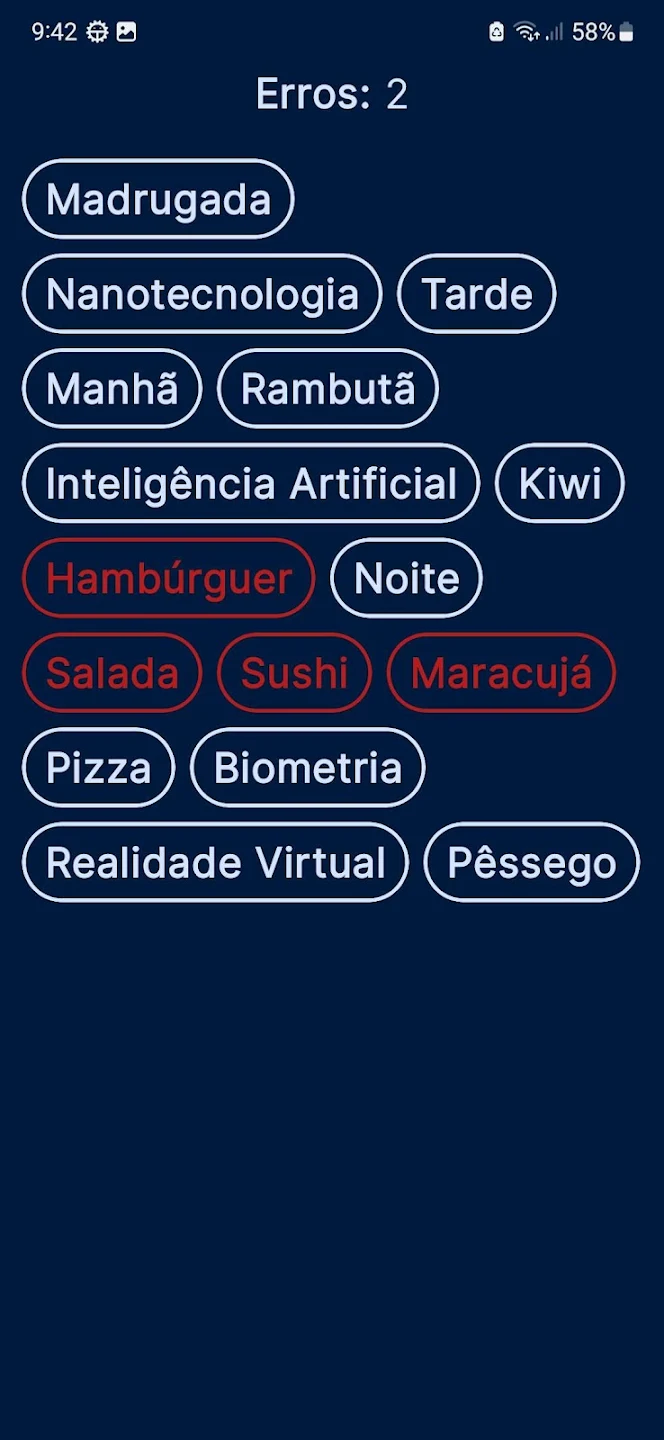 9:42 58%
Erros: 2
Madrugada
Nanotecnologia Tarde
Manhã Rambutã
Inteligência Artificial Kiwi
Hambúrguer Noite
Salada Sushi Maracujá
Pizza Biometria
Realidade Virtual Pêssego